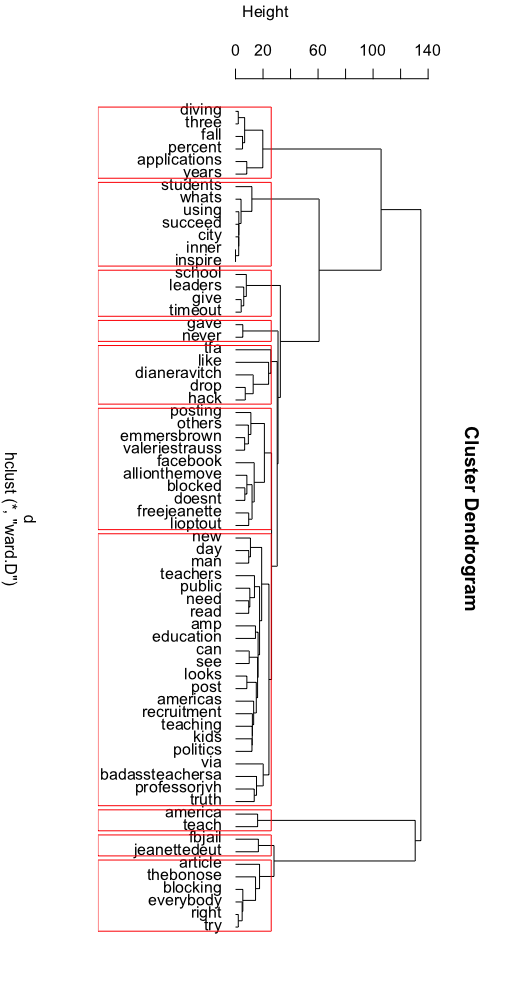 Height
0 20 60 100 140
diving
three
fall
percent
applications
years
students
whats
using
succeed
city
inner
inspire
school
leaders
give
timeout
gave
never
tfa
like
dianeravitch
drop
hack
posting
others
emmersbrown
valeriestrauss
facebook
allionthemove
blocked
doesnt
freejeanette
lioptout
new
day
man
teachers
public
need
read
amp
education
can
see
looks
post
americas
recruitment
teaching
kids
politics
via
badassteachersa
professorjvh
truth
america
teach
fbjail
jeanettedeut
article
thebonose
blocking
everybody
right
try
Cluster Dendrogram
d
hclust (*, "ward.D")